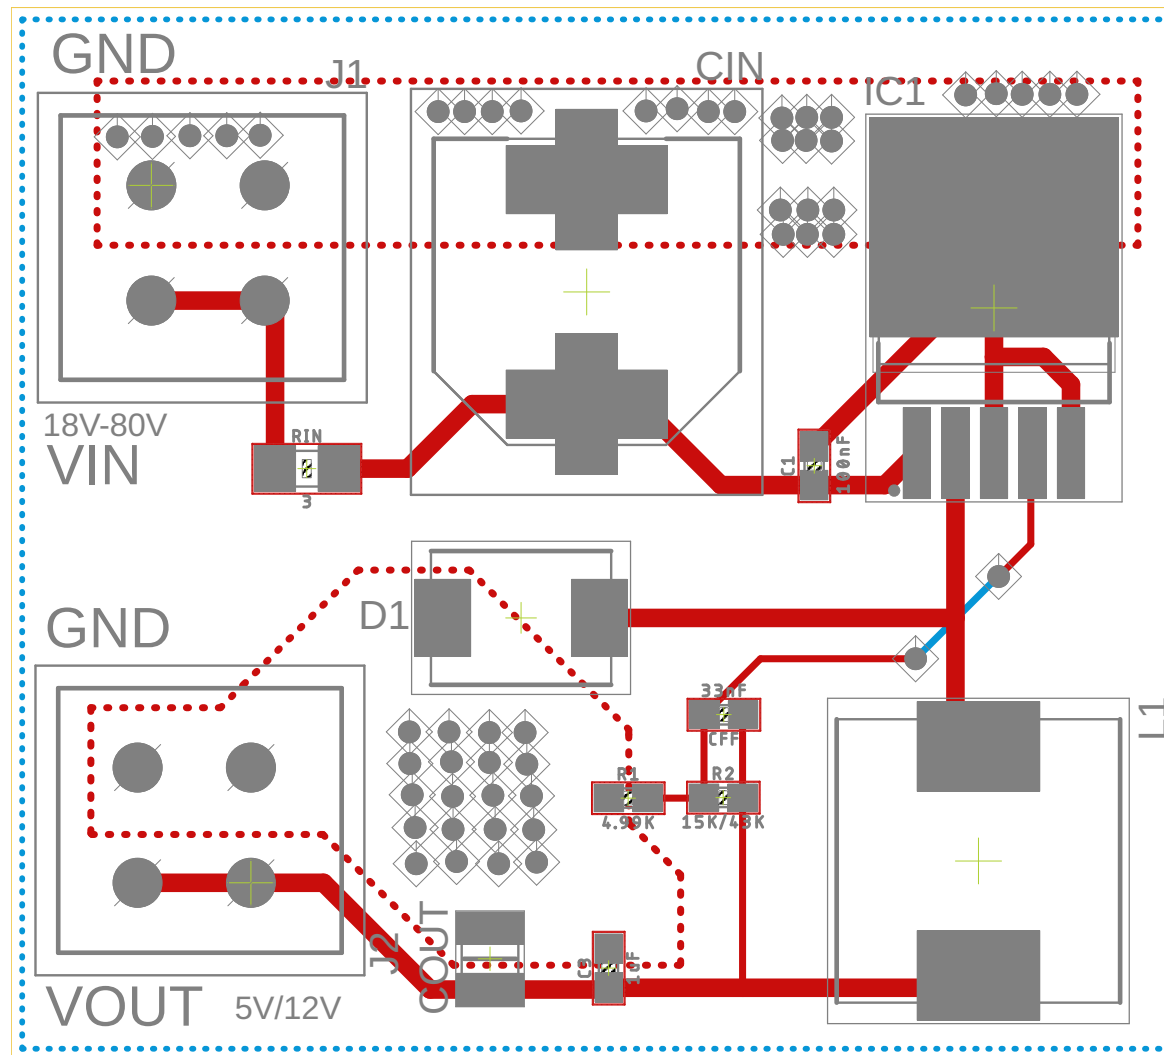 GND
J1
CIN
IC1
18V-80V
VIN
RIN
3
C1
100nF
GND
D1
33nF
CFF
L1
R1
R2
4.99K
15K/43K
J2
COUT
C3
1uF
VOUT
5V/12V